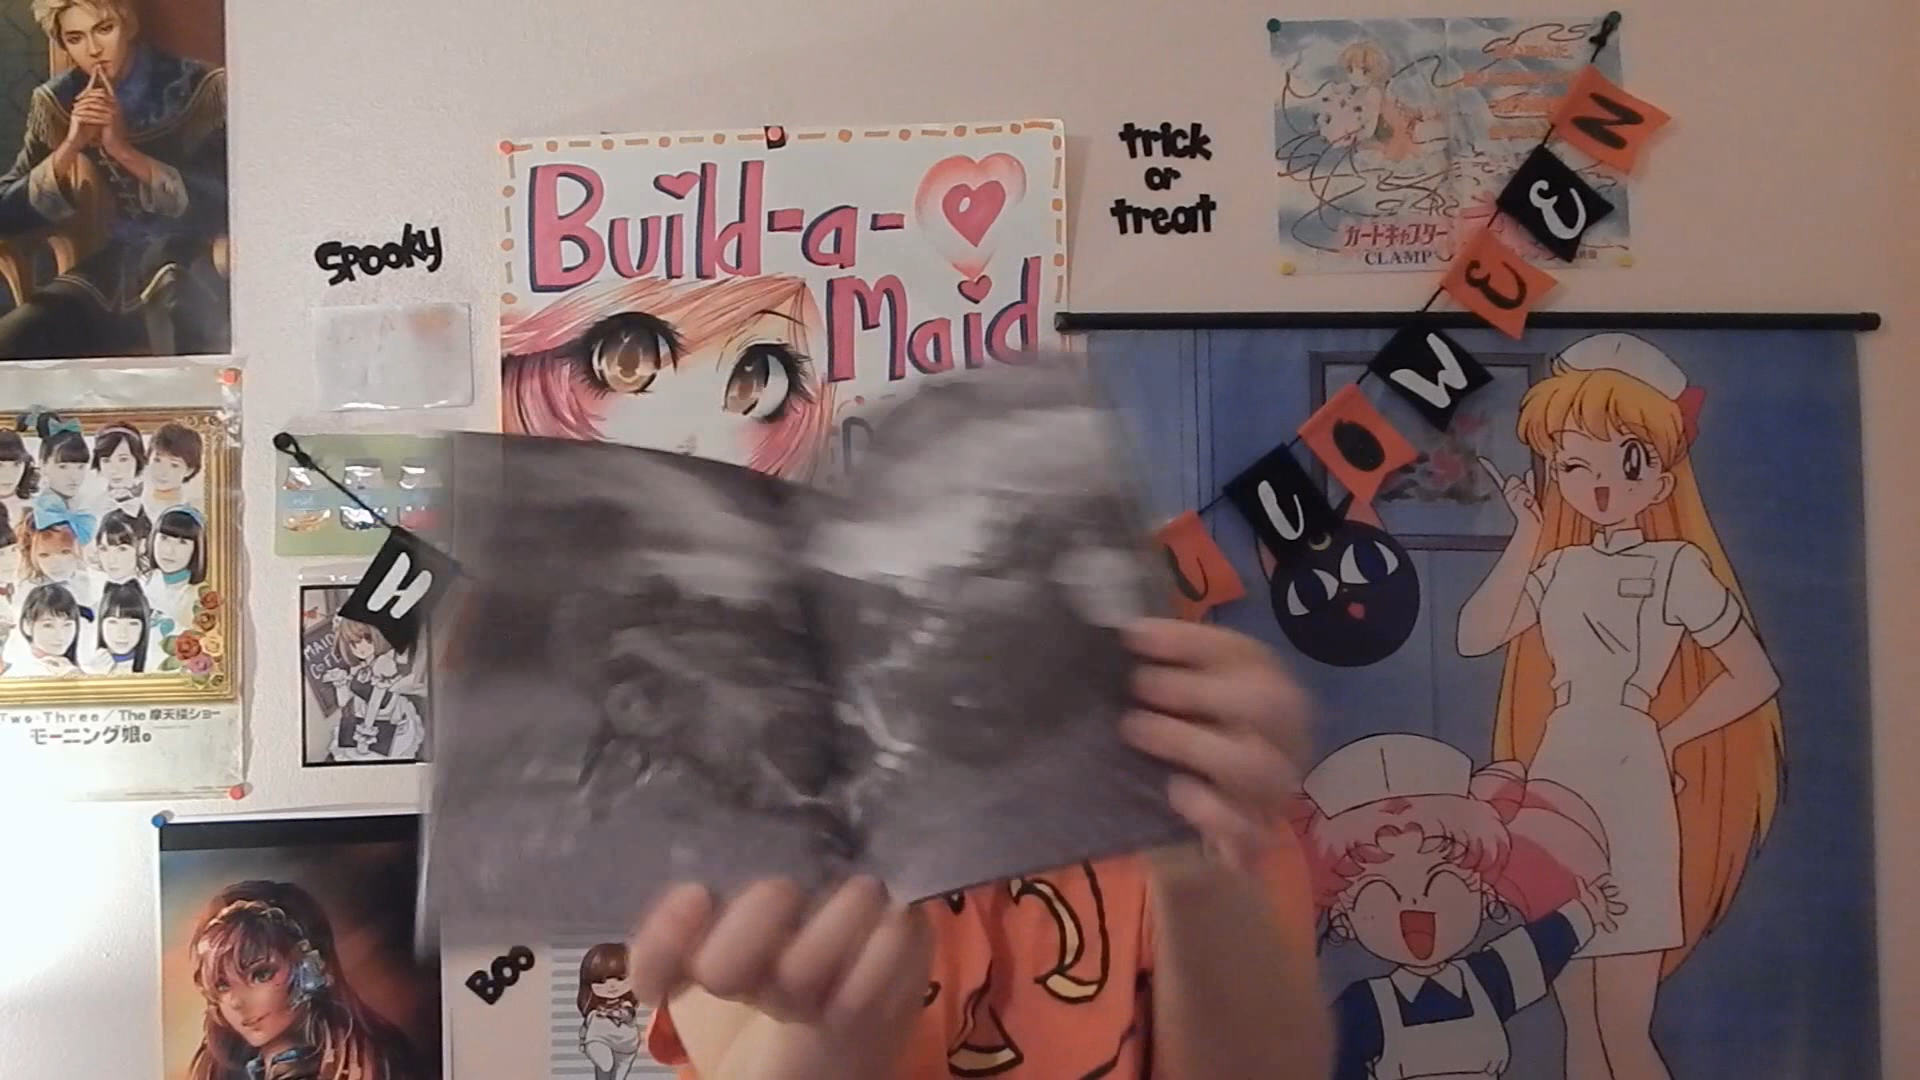 Spooky
Build-a-
Maid
trick
or
treat
カードキャプター
CLAMP
H
L
L
O
W
E
E
N
MAID
Two-Three/The 摩天楼ショー
モーニング娘。
BOO